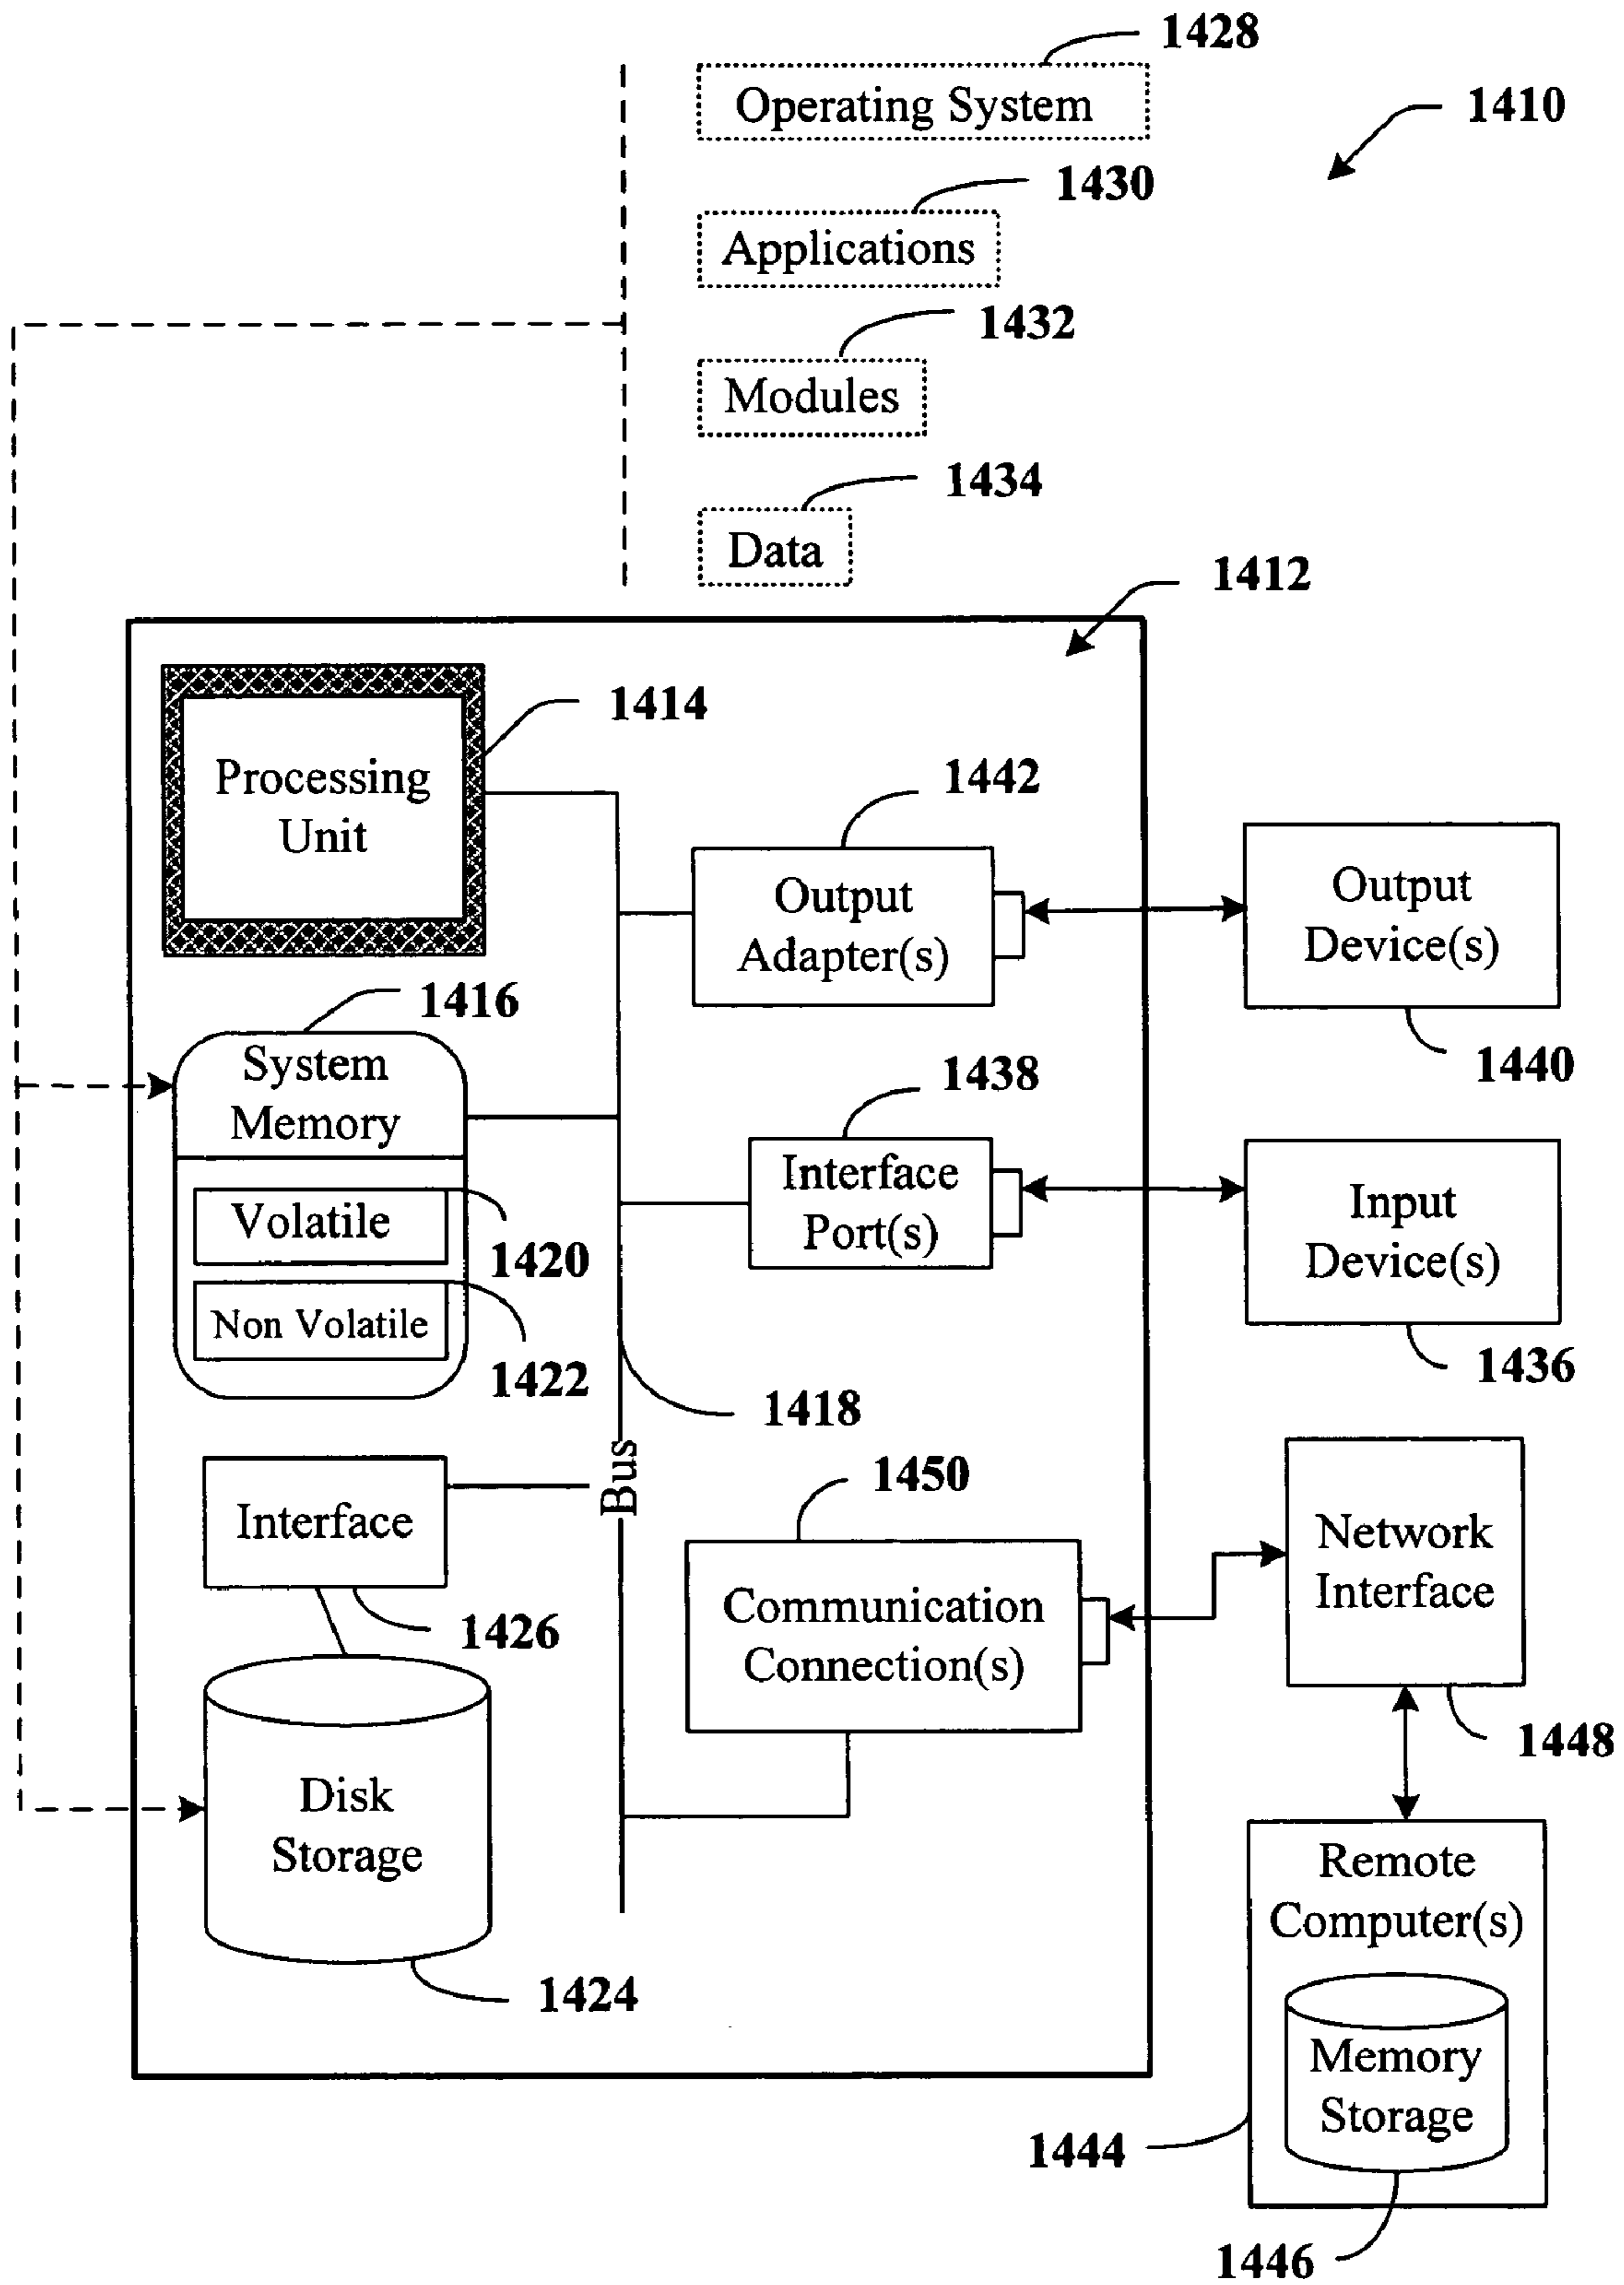 1428
Operating System
1410
1430
Applications
1432
Modules
1434
Data
1412
1414
Processing
Unit
1442
Output
Adapter(s)
Output
Device(s)
1440
1416
System
Memory
1438
Interface
Port(s)
Input
Device(s)
1436
Volatile
1420
Non Volatile
1422
1418
Bus
1450
Interface
1426
Communication
Connection(s)
Network
Interface
1448
Disk
Storage
1424
Remote
Computer(s)
Memory
Storage
1444
1446